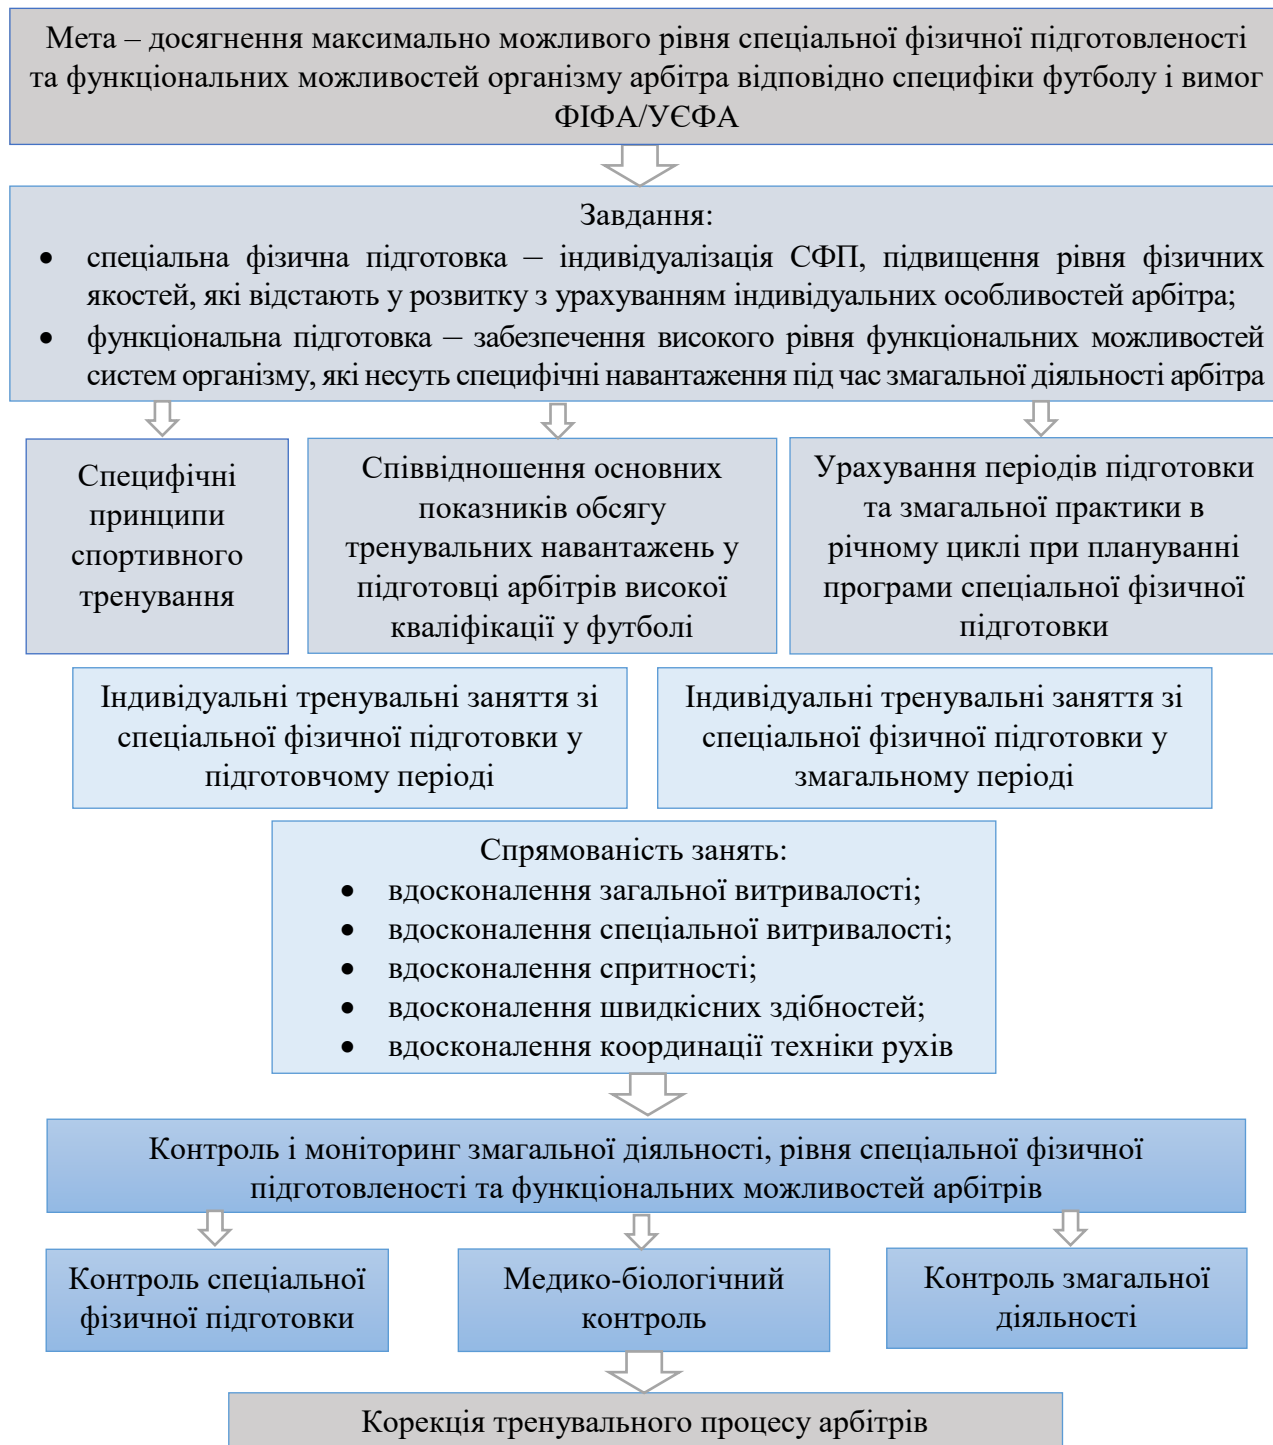 Мета – досягнення максимально можливого рівня спеціальної фізичної підготовленості
та функціональних можливостей організму арбітра відповідно специфіки футболу і вимог
ФІФА/УЄФА
Завдання:
• спеціальна фізична підготовка – індивідуалізація СФП, підвищення рівня фізичних
якостей, які відстають у розвитку з урахуванням індивідуальних особливостей арбітра;
• функціональна підготовка – забезпечення високого рівня функціональних можливостей
систем організму, які несуть специфічні навантаження під час змагальної діяльності арбітра
Специфічні
принципи
спортивного
тренування
Співвідношення основних
показників обсягу
тренувальних навантажень у
підготовці арбітрів високої
кваліфікації у футболі
Урахування періодів підготовки
та змагальної практики в
річному циклі при плануванні
програми спеціальної фізичної
підготовки
Індивідуальні тренувальні заняття зі
спеціальної фізичної підготовки у
підготовчому періоді
Індивідуальні тренувальні заняття зі
спеціальної фізичної підготовки у
змагальному періоді
Спрямованість занять:
• вдосконалення загальної витривалості;
• вдосконалення спеціальної витривалості;
• вдосконалення спритності;
• вдосконалення швидкісних здібностей;
• вдосконалення координації техніки рухів
Контроль і моніторинг змагальної діяльності, рівня спеціальної фізичної
підготовленості та функціональних можливостей арбітрів
Контроль спеціальної
фізичної підготовки
Медико-біологічний
контроль
Контроль змагальної
діяльності
Корекція тренувального процесу арбітрів